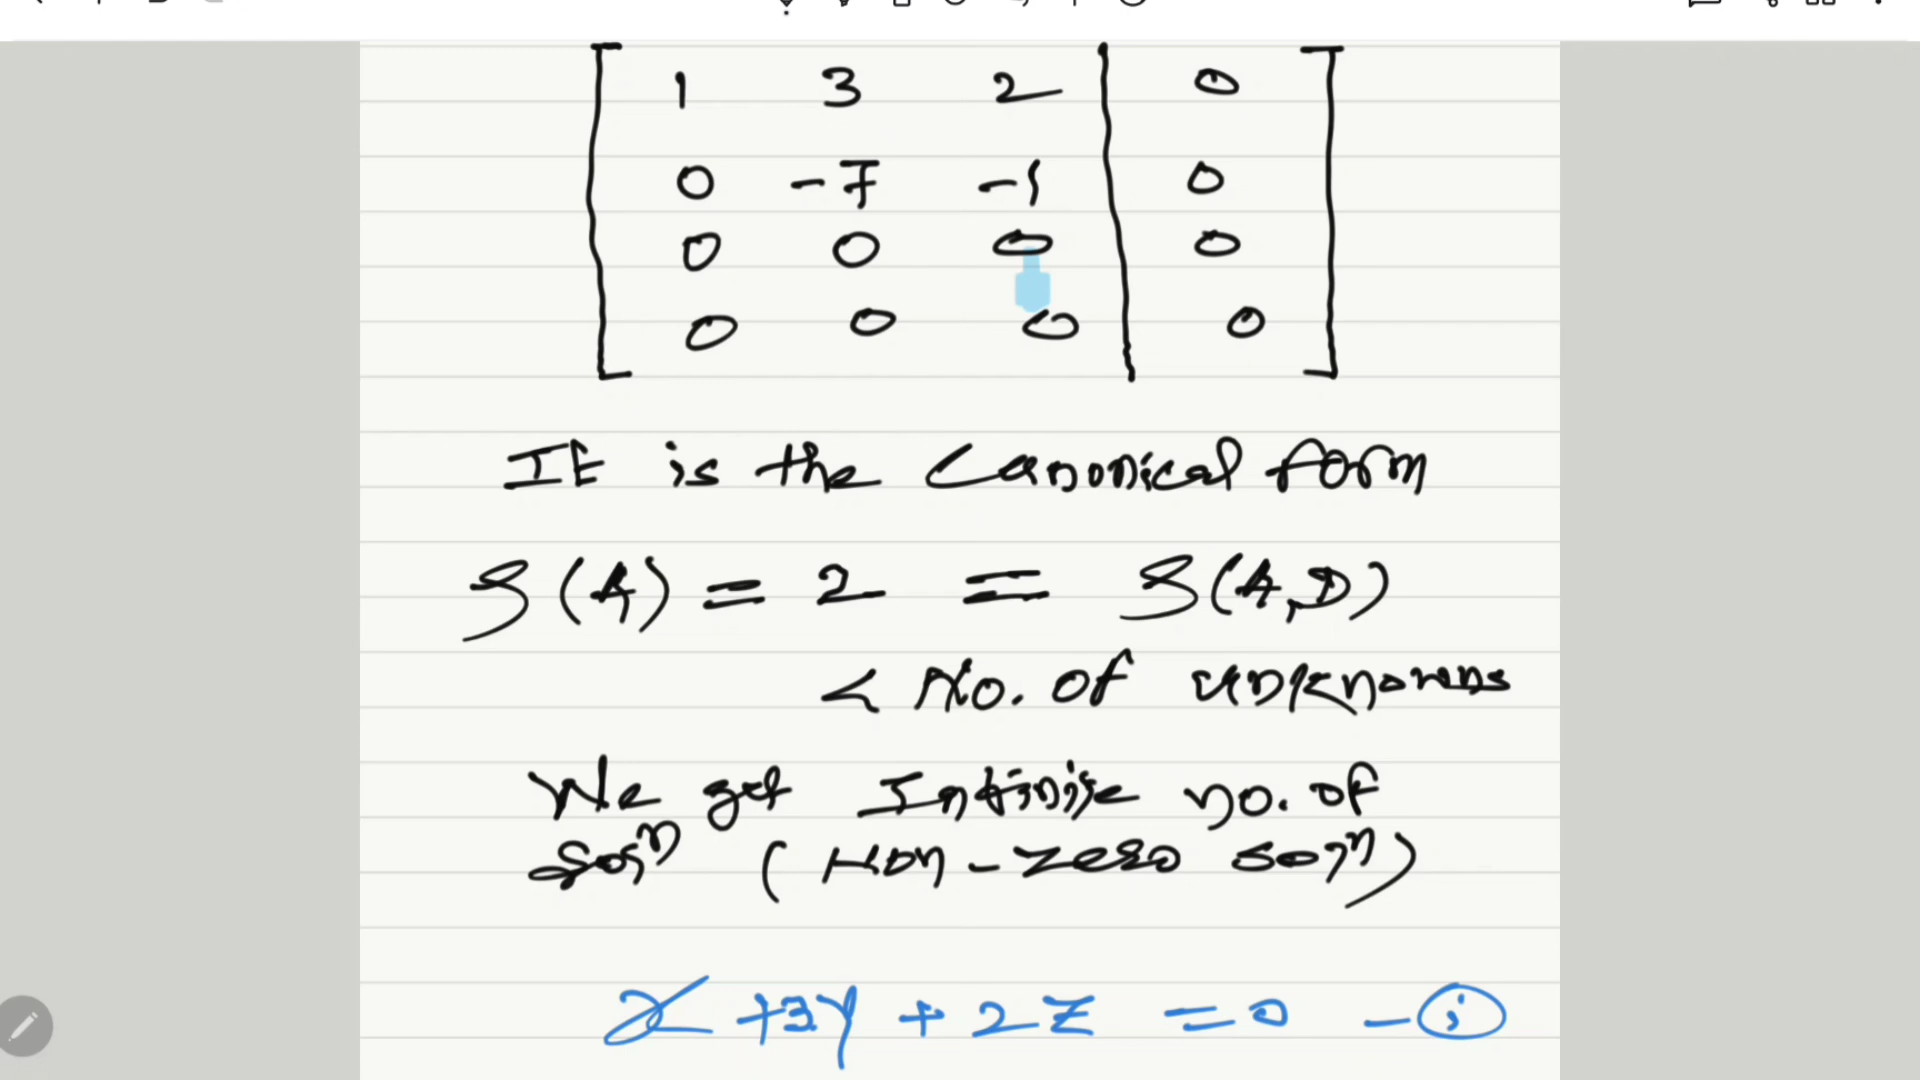 1 3 2 | 0
0 -7 -1 | 0
0 0 0 | 0
0 0 0 | 0
It is the Canonical form
ρ(A) = 2 = ρ(A,D)
< No. of unknowns
We get Infinite no. of
solⁿ (Non-zero solⁿ)
x + 3y + 2z = 0 - (i)